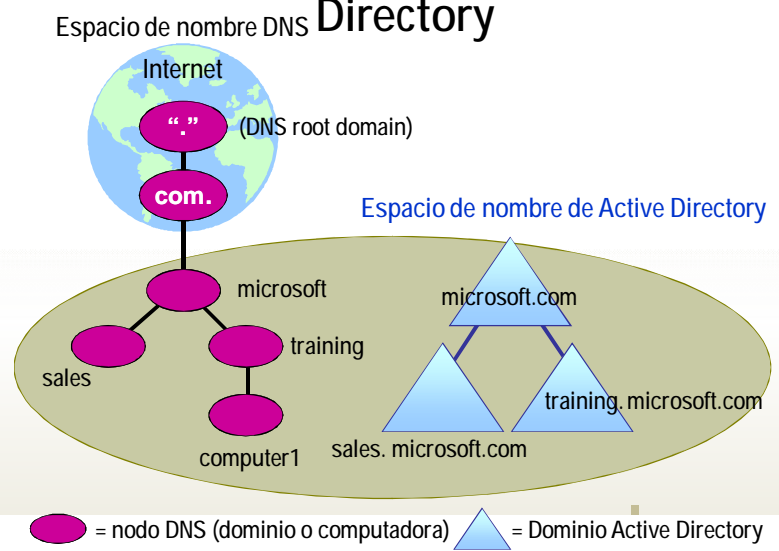 Directory
Espacio de nombre DNS
Internet
“.”
(DNS root domain)
com.
Espacio de nombre de Active Directory
microsoft
microsoft.com
training
sales
training. microsoft.com
computer1
sales. microsoft.com
= nodo DNS (dominio o computadora)
= Dominio Active Directory